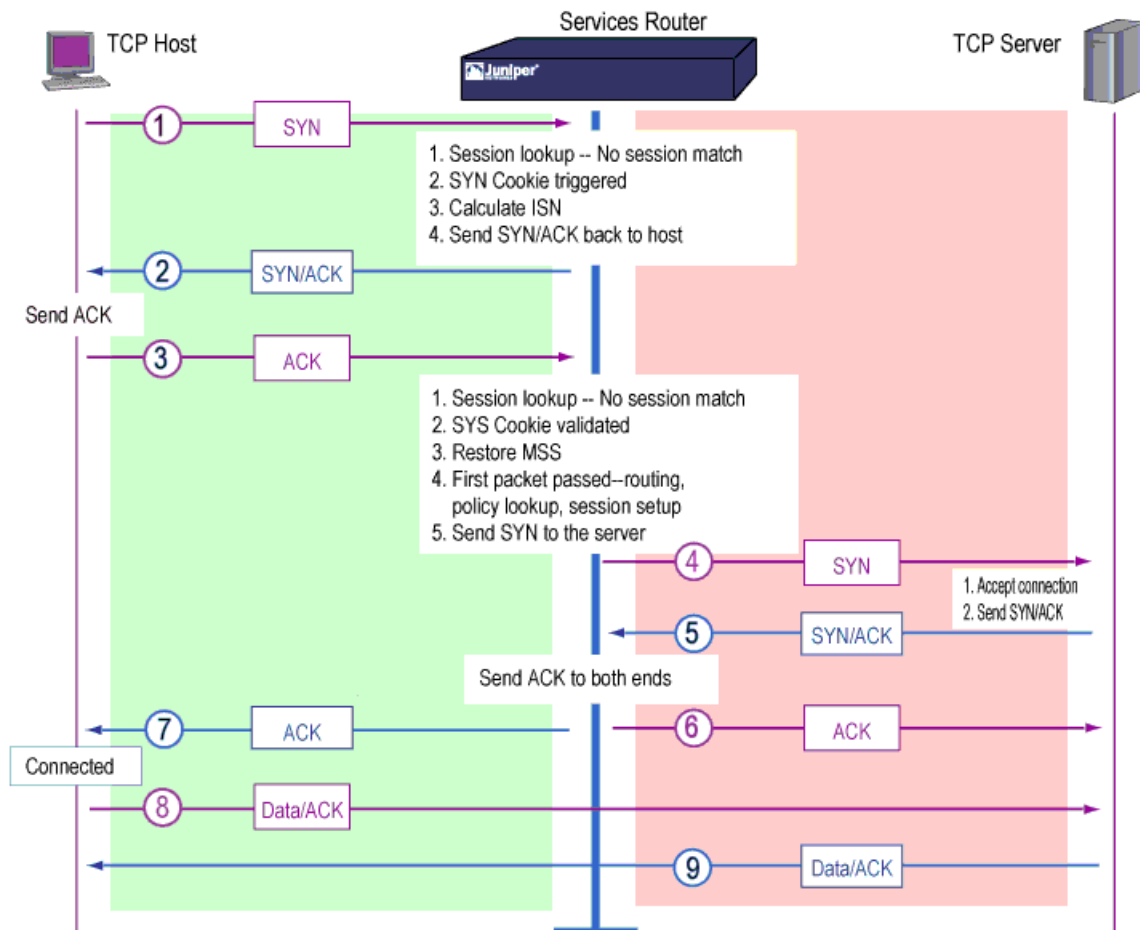 Services Router
TCP Host
TCP Server
Juniper®
NETWORKS
1 SYN
1. Session lookup -- No session match
2. SYN Cookie triggered
3. Calculate ISN
4. Send SYN/ACK back to host
2 SYN/ACK
Send ACK
3 ACK
1. Session lookup -- No session match
2. SYS Cookie validated
3. Restore MSS
4. First packet passed--routing,
policy lookup, session setup
5. Send SYN to the server
4 SYN
1. Accept connection
2. Send SYN/ACK
5 SYN/ACK
Send ACK to both ends
7 ACK
6 ACK
Connected
8 Data/ACK
9 Data/ACK